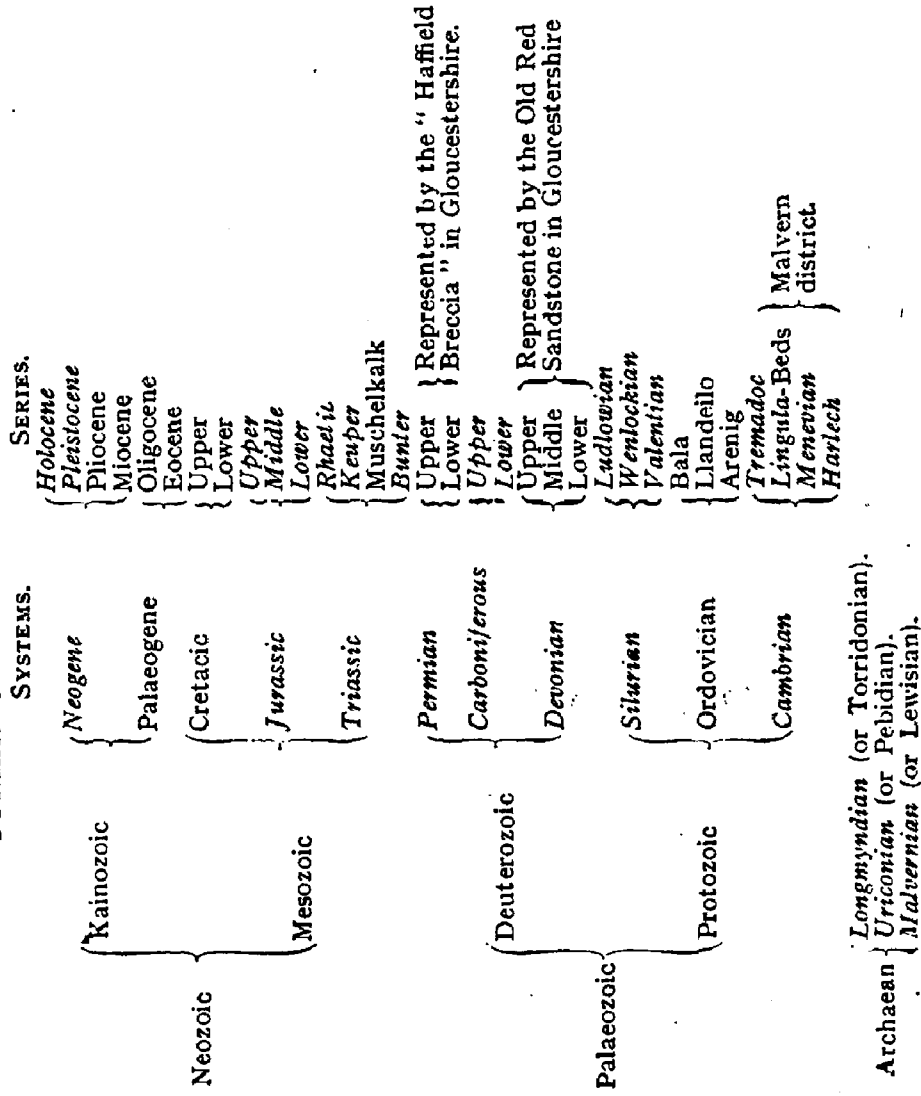 SYSTEMS. SERIES.
Neozoic
Kainozoic
Neogene
Holocene
Pleistocene
Pliocene
Miocene
Palaeogene
Oligocene
Eocene
Mesozoic
Cretacic
Upper
Lower
Jurassic
Upper
Middle
Lower
Triassic
Rhaetic
Keuper
Muschelkalk
Bunter
Palaeozoic
Deuterozoic
Permian
Upper
Lower
Represented by the “ Haffield
Breccia ” in Gloucestershire.
Carboniferous
Upper
Lower
Devonian
Upper
Middle
Lower
Represented by the Old Red
Sandstone in Gloucestershire
Protozoic
Silurian
Ludlowian
Wenlockian
Valentian
Ordovician
Bala
Llandeilo
Arenig
Cambrian
Tremadoc
Lingula-Beds
Menevian
Harlech
Malvern
district.
Archaean
Longmyndian (or Torridonian).
Uriconian (or Pebidian).
Malvernian (or Lewisian).